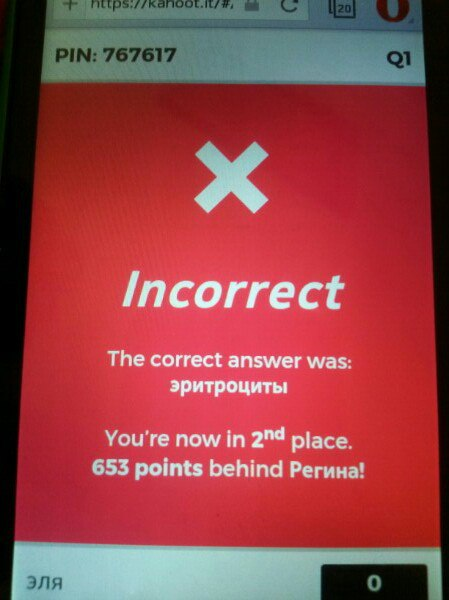 https://kahoot.it/#/
20
PIN: 767617
Q1
Incorrect
The correct answer was:
эритроциты
You're now in 2nd place.
653 points behind Регина!
эля
0